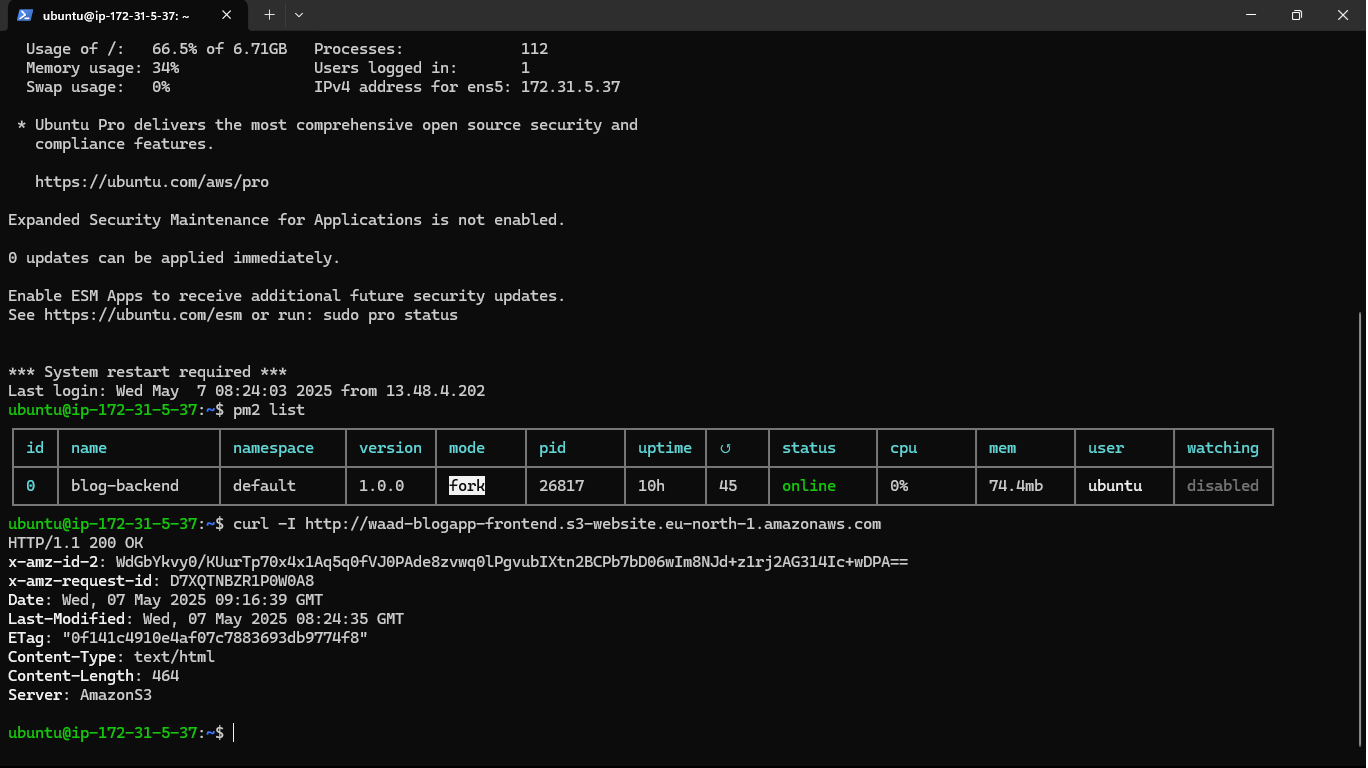 ubuntu@ip-172-31-5-37: ~
Usage of /:   66.5% of 6.71GB   Processes:             112
Memory usage: 34%               Users logged in:       1
Swap usage:   0%                IPv4 address for ens5: 172.31.5.37
* Ubuntu Pro delivers the most comprehensive open source security and
compliance features.
https://ubuntu.com/aws/pro
Expanded Security Maintenance for Applications is not enabled.
0 updates can be applied immediately.
Enable ESM Apps to receive additional future security updates.
See https://ubuntu.com/esm or run: sudo pro status
*** System restart required ***
Last login: Wed May  7 08:24:03 2025 from 13.48.4.202
ubuntu@ip-172-31-5-37:~$ pm2 list
id name namespace version mode pid uptime ↺ status cpu mem user watching
0 blog-backend default 1.0.0 fork 26817 10h 45 online 0% 74.4mb ubuntu disabled
ubuntu@ip-172-31-5-37:~$ curl -I http://waad-blogapp-frontend.s3-website.eu-north-1.amazonaws.com
HTTP/1.1 200 OK
x-amz-id-2: WdGbYkvy0/KUurTp70x4x1Aq5q0fVJ0PAde8zvwq0lPgvubIXtn2BCPb7bD06wIm8NJd+z1rj2AG314Ic+wDPA==
x-amz-request-id: D7XQTNBZR1P0W0A8
Date: Wed, 07 May 2025 09:16:39 GMT
Last-Modified: Wed, 07 May 2025 08:24:35 GMT
ETag: "0f141c4910e4af07c7883693db9774f8"
Content-Type: text/html
Content-Length: 464
Server: AmazonS3
ubuntu@ip-172-31-5-37:~$